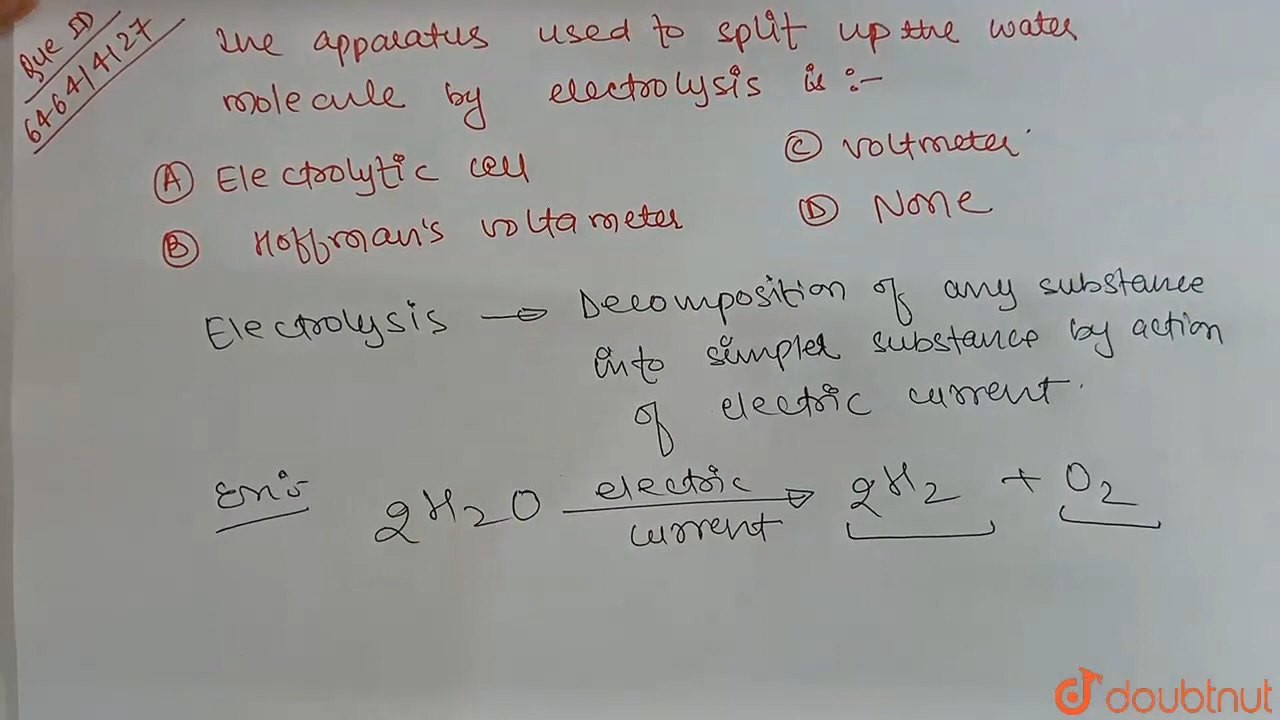 Que ID
646414127
The apparatus used to split up the water
molecule by electrolysis is :-
(A) Electrolytic cell
(C) voltmeter
(B) Hoffman's voltameter
(D) None
Electrolysis → Decomposition of any substance
into simpler substance by action
of electric current.
Ex:- 2H₂O electric current → 2H₂ + O₂
doubtnut